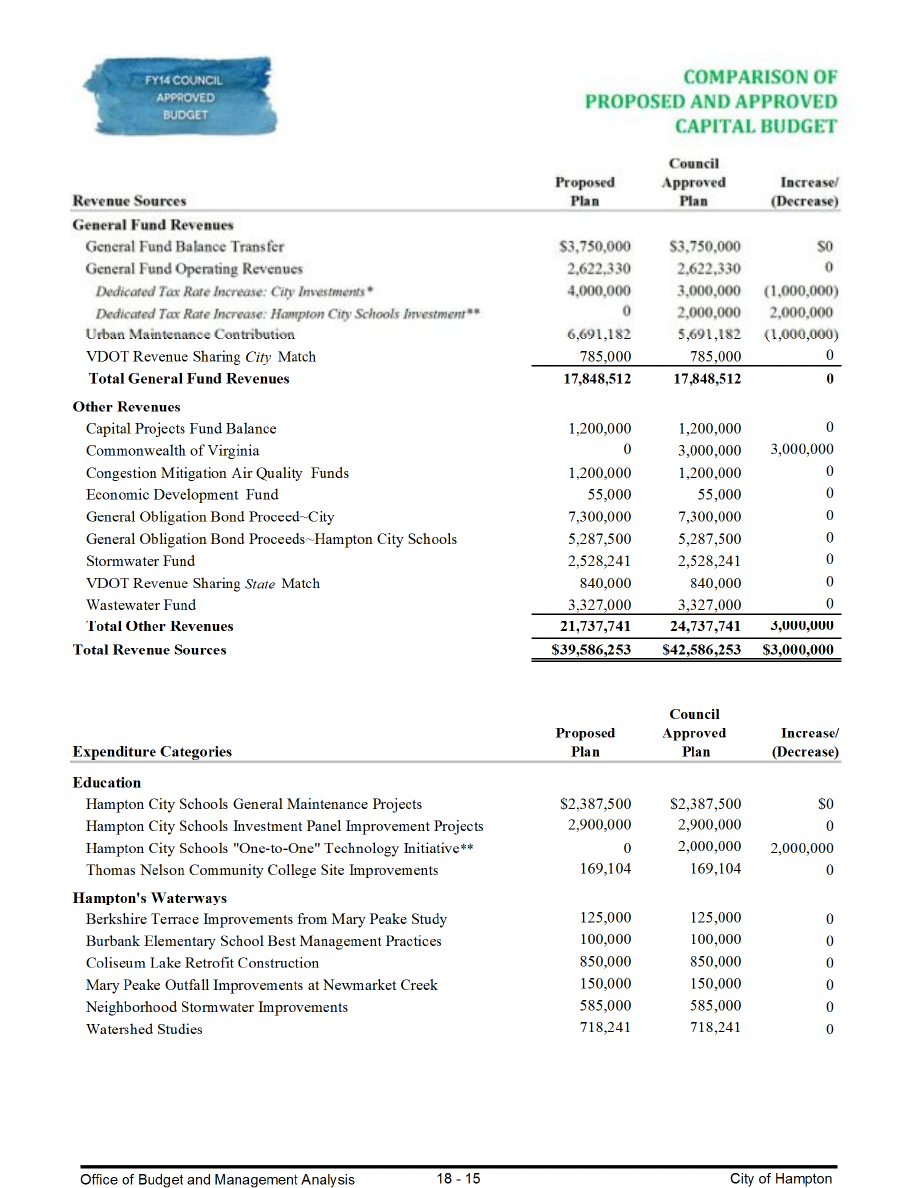 FY14 COUNCIL
APPROVED
BUDGET
COMPARISON OF
PROPOSED AND APPROVED
CAPITAL BUDGET
Council
Proposed Approved Increase/
Revenue Sources Plan Plan (Decrease)
General Fund Revenues
General Fund Balance Transfer $3,750,000 $3,750,000 $0
General Fund Operating Revenues 2,622,330 2,622,330 0
Dedicated Tax Rate Increase: City Investments* 4,000,000 3,000,000 (1,000,000)
Dedicated Tax Rate Increase: Hampton City Schools Investment** 0 2,000,000 2,000,000
Urban Maintenance Contribution 6,691,182 5,691,182 (1,000,000)
VDOT Revenue Sharing City Match 785,000 785,000 0
Total General Fund Revenues 17,848,512 17,848,512 0
Other Revenues
Capital Projects Fund Balance 1,200,000 1,200,000 0
Commonwealth of Virginia 0 3,000,000 3,000,000
Congestion Mitigation Air Quality Funds 1,200,000 1,200,000 0
Economic Development Fund 55,000 55,000 0
General Obligation Bond Proceed~City 7,300,000 7,300,000 0
General Obligation Bond Proceeds~Hampton City Schools 5,287,500 5,287,500 0
Stormwater Fund 2,528,241 2,528,241 0
VDOT Revenue Sharing State Match 840,000 840,000 0
Wastewater Fund 3,327,000 3,327,000 0
Total Other Revenues 21,737,741 24,737,741 3,000,000
Total Revenue Sources $39,586,253 $42,586,253 $3,000,000
Council
Proposed Approved Increase/
Expenditure Categories Plan Plan (Decrease)
Education
Hampton City Schools General Maintenance Projects $2,387,500 $2,387,500 $0
Hampton City Schools Investment Panel Improvement Projects 2,900,000 2,900,000 0
Hampton City Schools "One-to-One" Technology Initiative** 0 2,000,000 2,000,000
Thomas Nelson Community College Site Improvements 169,104 169,104 0
Hampton's Waterways
Berkshire Terrace Improvements from Mary Peake Study 125,000 125,000 0
Burbank Elementary School Best Management Practices 100,000 100,000 0
Coliseum Lake Retrofit Construction 850,000 850,000 0
Mary Peake Outfall Improvements at Newmarket Creek 150,000 150,000 0
Neighborhood Stormwater Improvements 585,000 585,000 0
Watershed Studies 718,241 718,241 0
Office of Budget and Management Analysis 18 - 15 City of Hampton